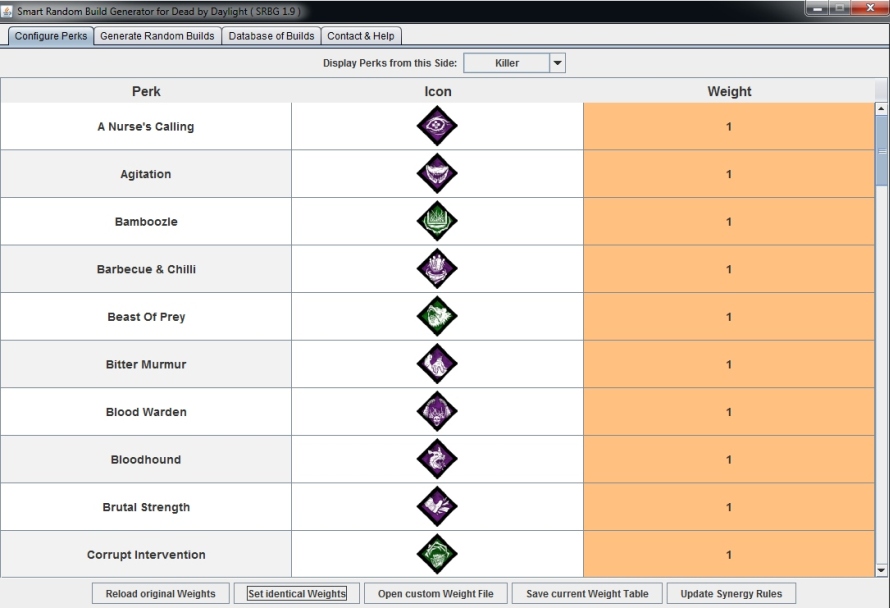 Smart Random Build Generator for Dead by Daylight ( SRBG 1.9 )
Configure Perks Generate Random Builds Database of Builds Contact & Help
Display Perks from this Side: Killer
Perk Icon Weight
A Nurse's Calling 1
Agitation 1
Bamboozle 1
Barbecue & Chilli 1
Beast Of Prey 1
Bitter Murmur 1
Blood Warden 1
Bloodhound 1
Brutal Strength 1
Corrupt Intervention 1
Reload original Weights Set identical Weights Open custom Weight File Save current Weight Table Update Synergy Rules